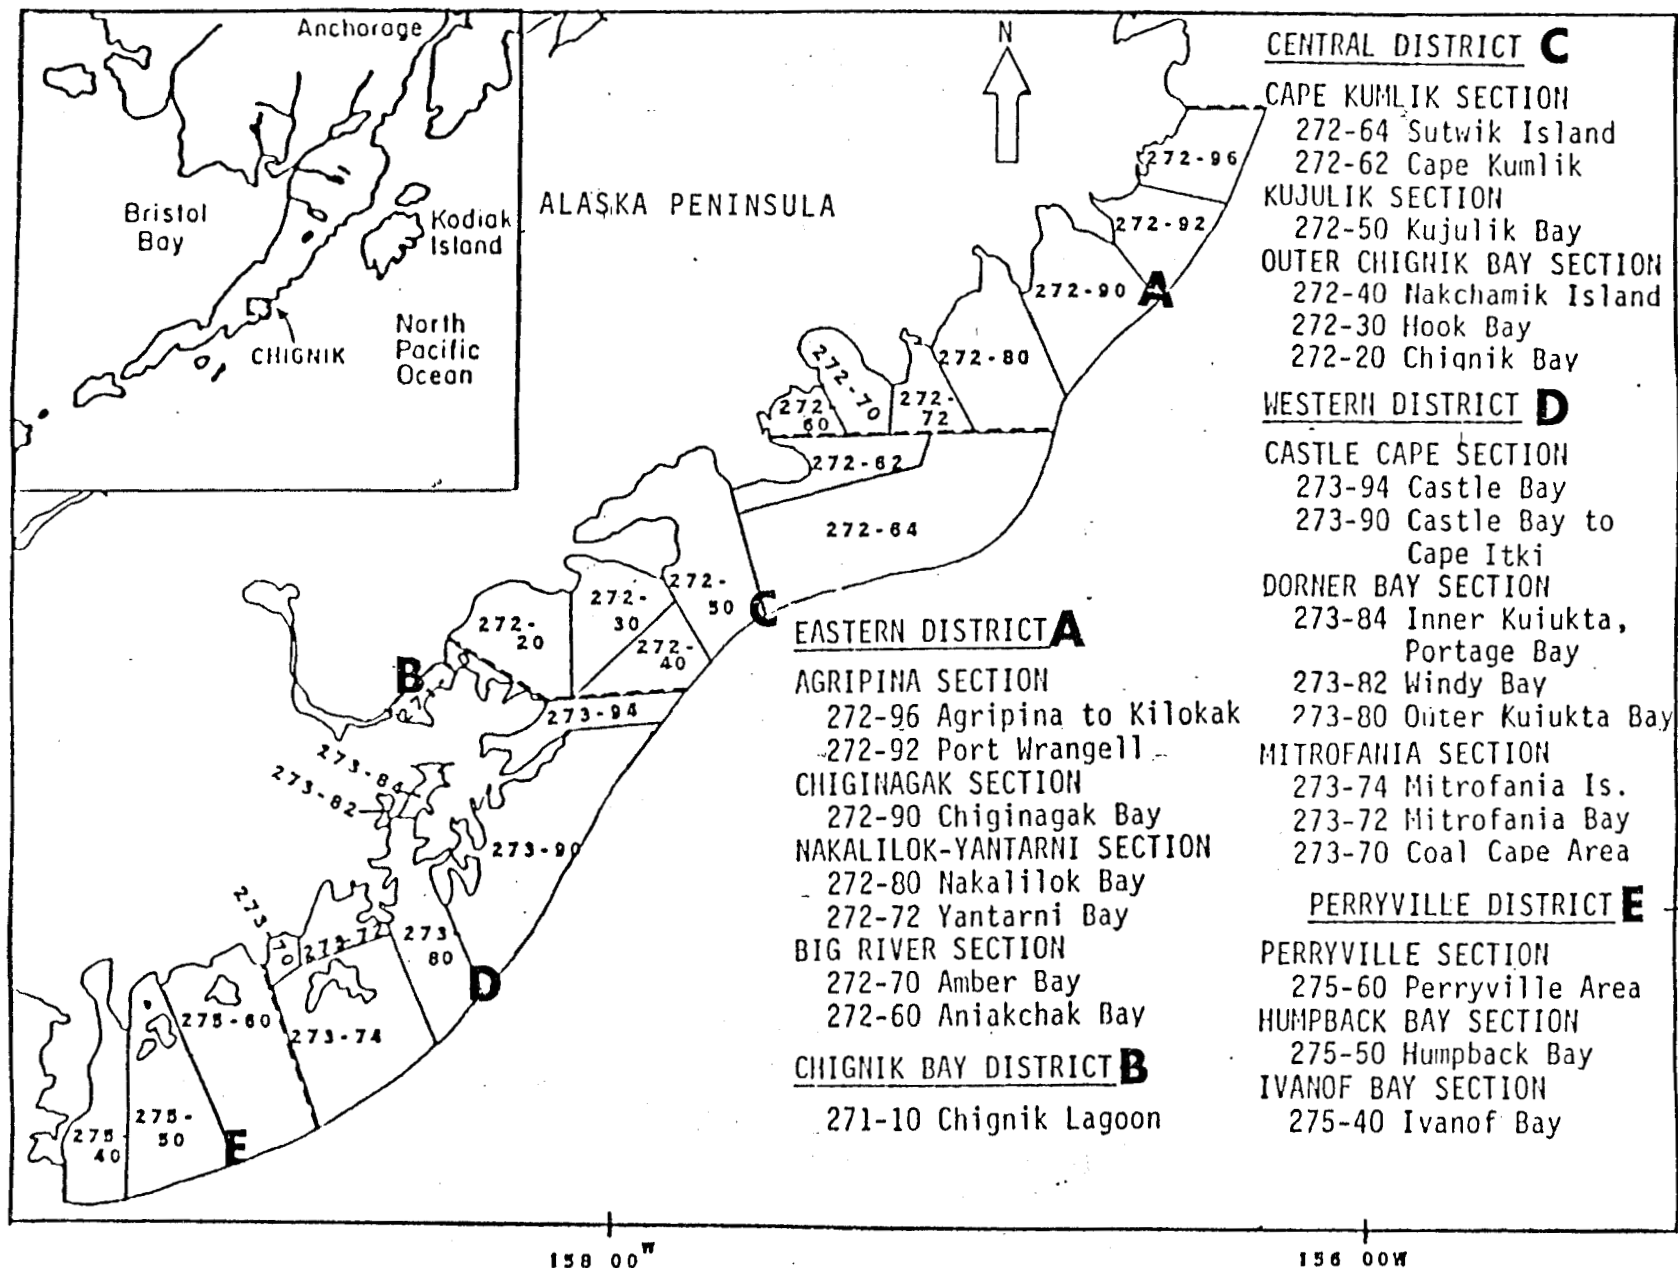 Anchorage
Bristol
Bay
Kodiak
Island
CHIGNIK
North
Pacific
Ocean
N
ALASKA PENINSULA
272-96
272-92
272-90 A
272-80
272-70
272-
72
272
60
272-62
272-64
272-
50 C
272-
30
272-
40
272-
20
B
273-94
273-84
273-82
273-90
273
70
273-72
273
80
D
273-74
275-60
275-
50
275
40
E
CENTRAL DISTRICT C
CAPE KUMLIK SECTION
272-64 Sutwik Island
272-62 Cape Kumlik
KUJULIK SECTION
272-50 Kujulik Bay
OUTER CHIGNIK BAY SECTION
272-40 Nakchamik Island
272-30 Hook Bay
272-20 Chignik Bay
WESTERN DISTRICT D
CASTLE CAPE SECTION
273-94 Castle Bay
273-90 Castle Bay to
Cape Itki
DORNER BAY SECTION
273-84 Inner Kuiukta,
Portage Bay
273-82 Windy Bay
273-80 Outer Kuiukta Bay
MITROFANIA SECTION
273-74 Mitrofania Is.
273-72 Mitrofania Bay
273-70 Coal Cape Area
PERRYVILLE DISTRICT E
PERRYVILLE SECTION
275-60 Perryville Area
HUMPBACK BAY SECTION
275-50 Humpback Bay
IVANOF BAY SECTION
275-40 Ivanof Bay
EASTERN DISTRICT A
AGRIPINA SECTION
272-96 Agripina to Kilokak
272-92 Port Wrangell
CHIGINAGAK SECTION
272-90 Chiginagak Bay
NAKALILOK-YANTARNI SECTION
272-80 Nakalilok Bay
272-72 Yantarni Bay
BIG RIVER SECTION
272-70 Amber Bay
272-60 Aniakchak Bay
CHIGNIK BAY DISTRICT B
271-10 Chignik Lagoon
158 00 W
156 00W